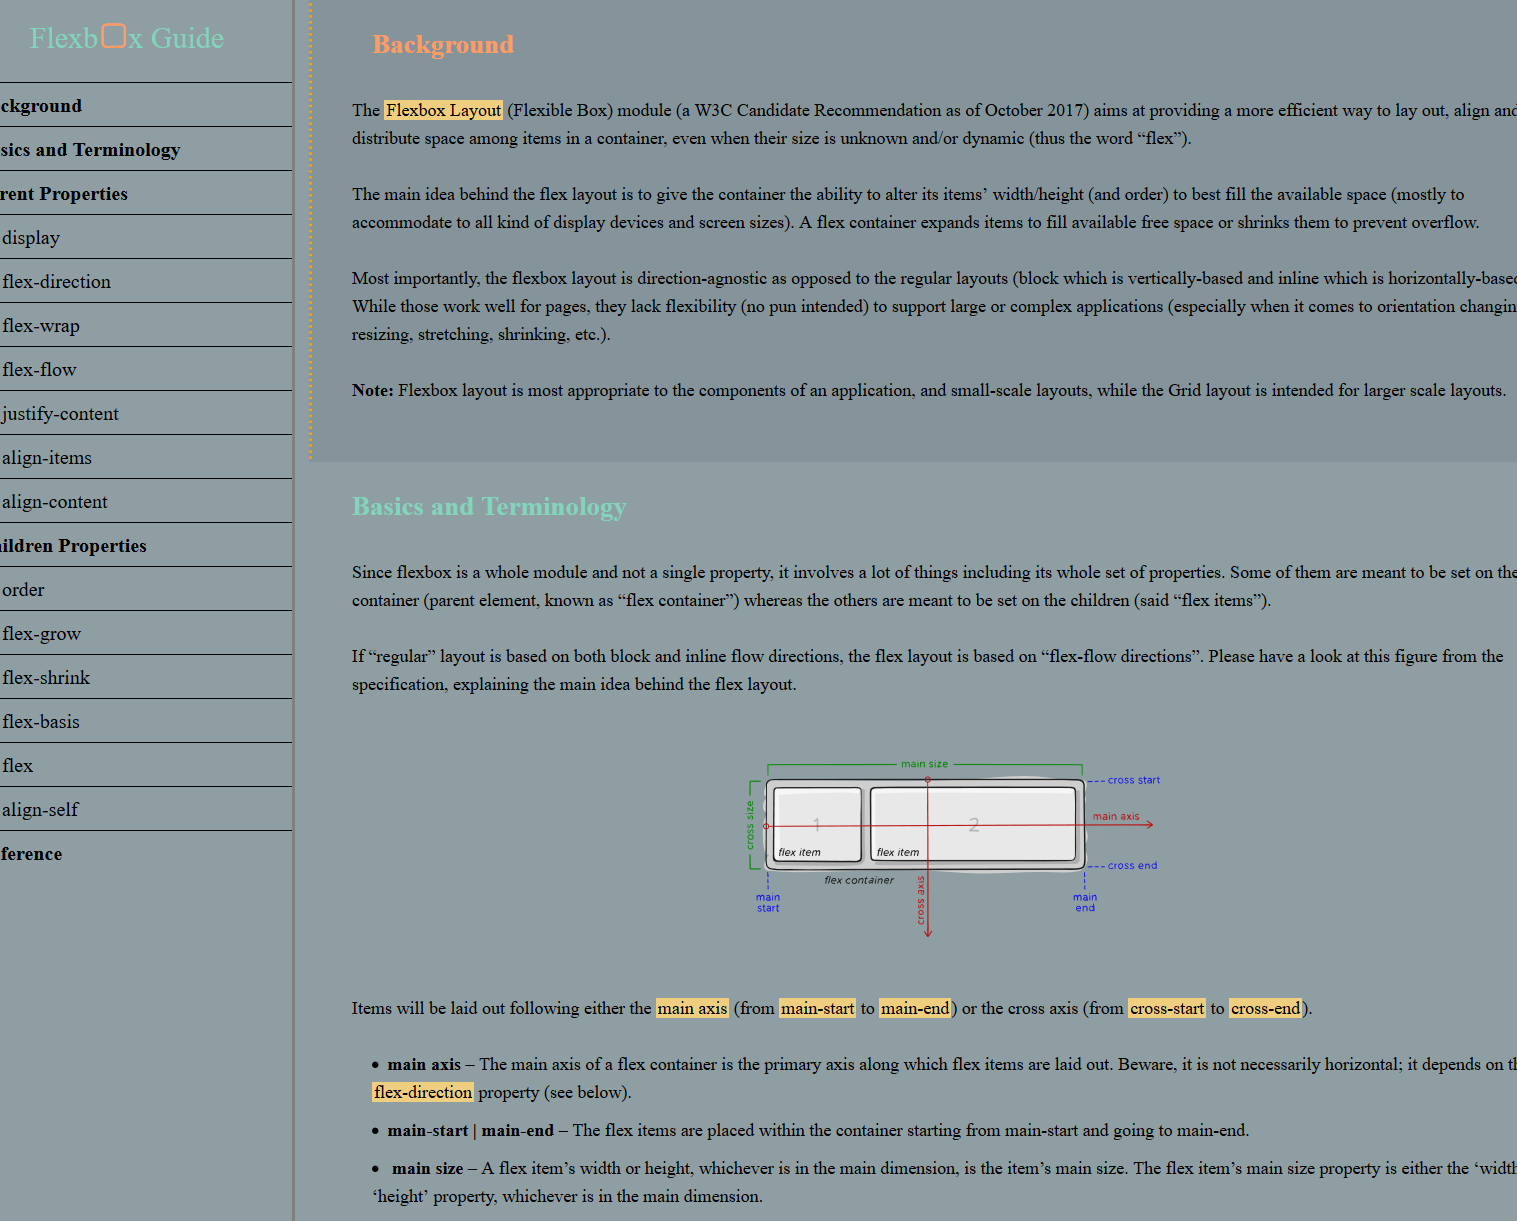 Flexb x Guide
ckground
sics and Terminology
rent Properties
display
flex-direction
flex-wrap
flex-flow
justify-content
align-items
align-content
ildren Properties
order
flex-grow
flex-shrink
flex-basis
flex
align-self
ference
Background
The Flexbox Layout (Flexible Box) module (a W3C Candidate Recommendation as of October 2017) aims at providing a more efficient way to lay out, align and
distribute space among items in a container, even when their size is unknown and/or dynamic (thus the word “flex”).
The main idea behind the flex layout is to give the container the ability to alter its items’ width/height (and order) to best fill the available space (mostly to
accommodate to all kind of display devices and screen sizes). A flex container expands items to fill available free space or shrinks them to prevent overflow.
Most importantly, the flexbox layout is direction-agnostic as opposed to the regular layouts (block which is vertically-based and inline which is horizontally-based
While those work well for pages, they lack flexibility (no pun intended) to support large or complex applications (especially when it comes to orientation changin
resizing, stretching, shrinking, etc.).
Note: Flexbox layout is most appropriate to the components of an application, and small-scale layouts, while the Grid layout is intended for larger scale layouts.
Basics and Terminology
Since flexbox is a whole module and not a single property, it involves a lot of things including its whole set of properties. Some of them are meant to be set on the
container (parent element, known as “flex container”) whereas the others are meant to be set on the children (said “flex items”).
If “regular” layout is based on both block and inline flow directions, the flex layout is based on “flex-flow directions”. Please have a look at this figure from the
specification, explaining the main idea behind the flex layout.
main size
cross start
cross size
1
2
main axis
flex item
flex item
cross end
flex container
cross axis
main
start
main
end
Items will be laid out following either the main axis (from main-start to main-end) or the cross axis (from cross-start to cross-end).
• main axis – The main axis of a flex container is the primary axis along which flex items are laid out. Beware, it is not necessarily horizontal; it depends on th
flex-direction property (see below).
• main-start | main-end – The flex items are placed within the container starting from main-start and going to main-end.
• main size – A flex item’s width or height, whichever is in the main dimension, is the item’s main size. The flex item’s main size property is either the ‘width
‘height’ property, whichever is in the main dimension.